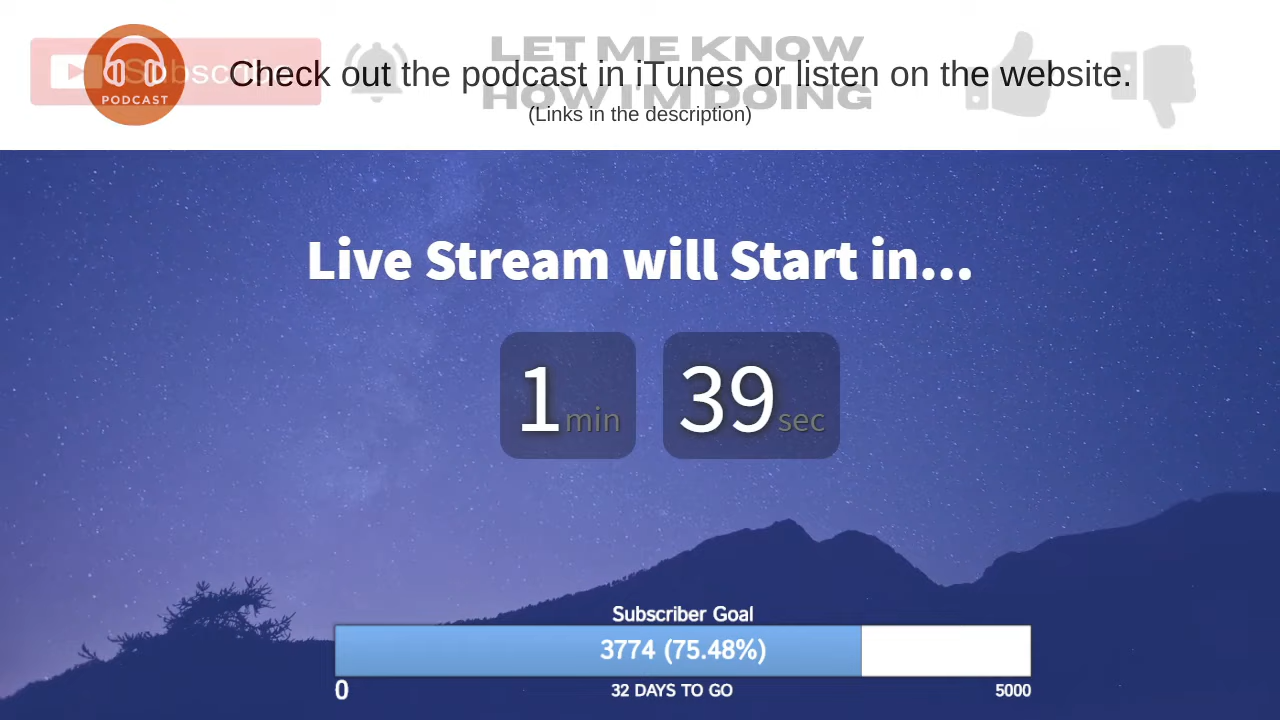 LET ME KNOW
Subscribe
Check out the podcast in iTunes or listen on the website.
PODCAST
HOW I'M DOING
(Links in the description)
Live Stream will Start in...
1 min 39 sec
Subscriber Goal
3774 (75.48%)
0 32 DAYS TO GO 5000